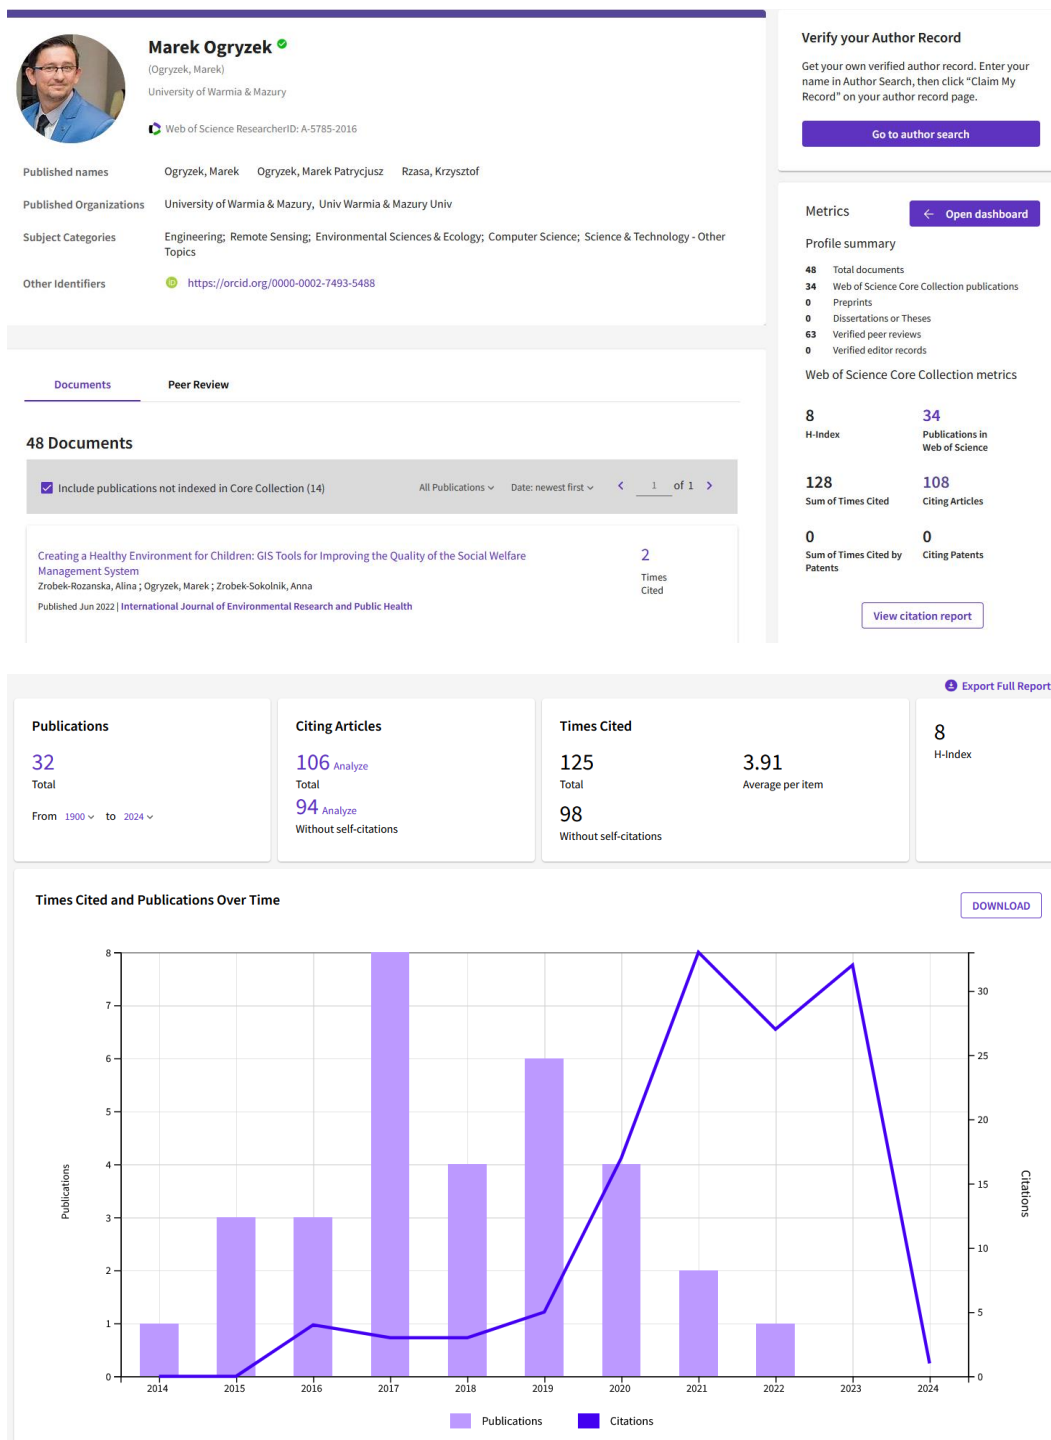 Marek Ogryzek
(Ogryzek, Marek)
University of Warmia & Mazury
Web of Science ResearcherID: A-5785-2016
Published names Ogryzek, Marek Ogryzek, Marek Patrycjusz Rzasa, Krzysztof
Published Organizations University of Warmia & Mazury, Univ Warmia & Mazury Univ
Subject Categories Engineering; Remote Sensing; Environmental Sciences & Ecology; Computer Science; Science & Technology - Other
Topics
Other Identifiers iD https://orcid.org/0000-0002-7493-5488
Documents Peer Review
48 Documents
Include publications not indexed in Core Collection (14) All Publications Date: newest first 1 of 1
Creating a Healthy Environment for Children: GIS Tools for Improving the Quality of the Social Welfare
Management System
Zrobek-Rozanska, Alina ; Ogryzek, Marek ; Zrobek-Sokolnik, Anna
Published Jun 2022 | International Journal of Environmental Research and Public Health
2
Times
Cited
Verify your Author Record
Get your own verified author record. Enter your
name in Author Search, then click “Claim My
Record” on your author record page.
Go to author search
Metrics
Open dashboard
Profile summary
48 Total documents
34 Web of Science Core Collection publications
0 Preprints
0 Dissertations or Theses
63 Verified peer reviews
0 Verified editor records
Web of Science Core Collection metrics
8 34
H-Index Publications in
Web of Science
128 108
Sum of Times Cited Citing Articles
0 0
Sum of Times Cited by Citing Patents
Patents
View citation report
Export Full Report
Publications
32
Total
From 1900 to 2024
Citing Articles
106 Analyze
Total
94 Analyze
Without self-citations
Times Cited
125 3.91
Total Average per item
98
Without self-citations
8
H-Index
Times Cited and Publications Over Time
DOWNLOAD
8
7
6
5
4
3
2
1
0
Publications
30
25
20
15
10
5
0
Citations
2014 2015 2016 2017 2018 2019 2020 2021 2022 2023 2024
Publications Citations